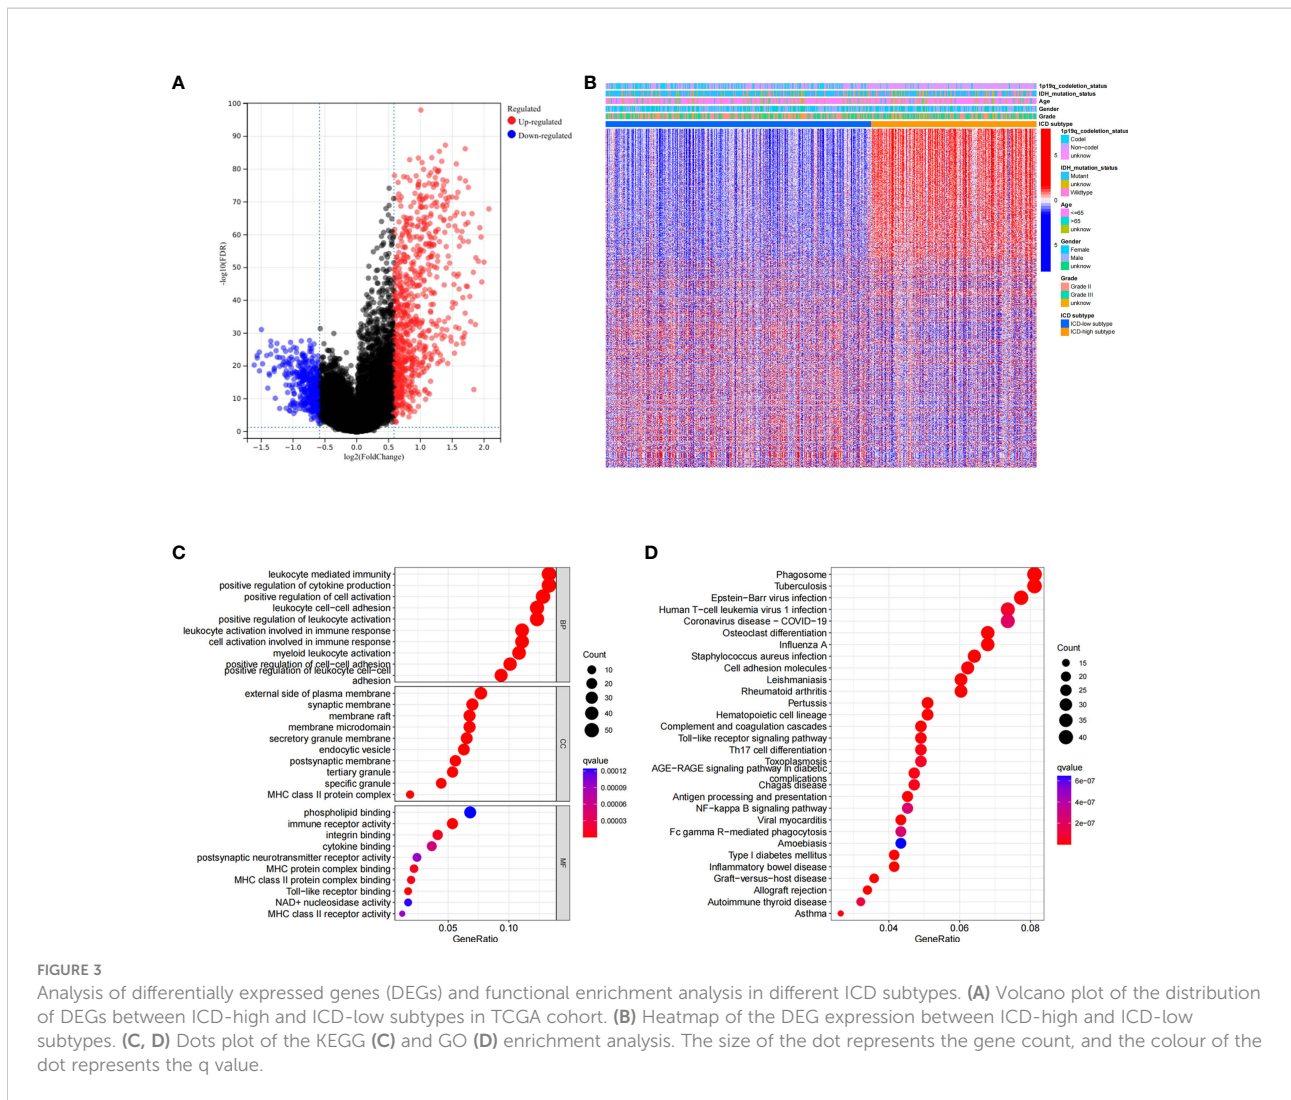 A
B
100
90
80
70
60
50
40
30
20
10
0
-log10(FDR)
−1.5 −1.0 −0.5 0.0 0.5 1.0 1.5 2.0
log2(FoldChange)
Regulated
Up-regulated
Down-regulated
1p19q_codeletion_status
IDH_mutation_status
Age
Gender
Grade
ICD subtype
5
0
5
1p19q_codeletion_status
Codel
Non-codel
unknow
IDH_mutation_status
Mutant
unknow
Wildtype
Age
<=65
>65
unknow
Gender
Female
Male
unknow
Grade
Grade II
Grade III
unknow
ICD subtype
ICD-low subtype
ICD-high subtype
C
leukocyte mediated immunity
positive regulation of cytokine production
positive regulation of cell activation
leukocyte cell−cell adhesion
positive regulation of leukocyte activation
leukocyte activation involved in immune response
cell activation involved in immune response
myeloid leukocyte activation
positive regulation of cell−cell adhesion
positive regulation of leukocyte cell−cell
adhesion
external side of plasma membrane
synaptic membrane
membrane raft
membrane microdomain
secretory granule membrane
endocytic vesicle
postsynaptic membrane
tertiary granule
specific granule
MHC class II protein complex
phospholipid binding
immune receptor activity
integrin binding
cytokine binding
postsynaptic neurotransmitter receptor activity
MHC protein complex binding
MHC class II protein complex binding
Toll−like receptor binding
NAD+ nucleosidase activity
MHC class II receptor activity
BP
CC
MF
0.05 0.10
GeneRatio
Count
10
20
30
40
50
qvalue
0.00012
0.00009
0.00006
0.00003
D
Phagosome
Tuberculosis
Epstein−Barr virus infection
Human T−cell leukemia virus 1 infection
Coronavirus disease − COVID−19
Osteoclast differentiation
Influenza A
Staphylococcus aureus infection
Cell adhesion molecules
Leishmaniasis
Rheumatoid arthritis
Pertussis
Hematopoietic cell lineage
Complement and coagulation cascades
Toll−like receptor signaling pathway
Th17 cell differentiation
Toxoplasmosis
AGE−RAGE signaling pathway in diabetic
complications
Chagas disease
Antigen processing and presentation
NF−kappa B signaling pathway
Viral myocarditis
Fc gamma R−mediated phagocytosis
Amoebiasis
Type I diabetes mellitus
Inflammatory bowel disease
Graft−versus−host disease
Allograft rejection
Autoimmune thyroid disease
Asthma
0.04 0.06 0.08
GeneRatio
Count
15
20
25
30
35
40
qvalue
6e−07
4e−07
2e−07
FIGURE 3
Analysis of differentially expressed genes (DEGs) and functional enrichment analysis in different ICD subtypes. (A) Volcano plot of the distribution
of DEGs between ICD-high and ICD-low subtypes in TCGA cohort. (B) Heatmap of the DEG expression between ICD-high and ICD-low
subtypes. (C, D) Dots plot of the KEGG (C) and GO (D) enrichment analysis. The size of the dot represents the gene count, and the colour of the
dot represents the q value.